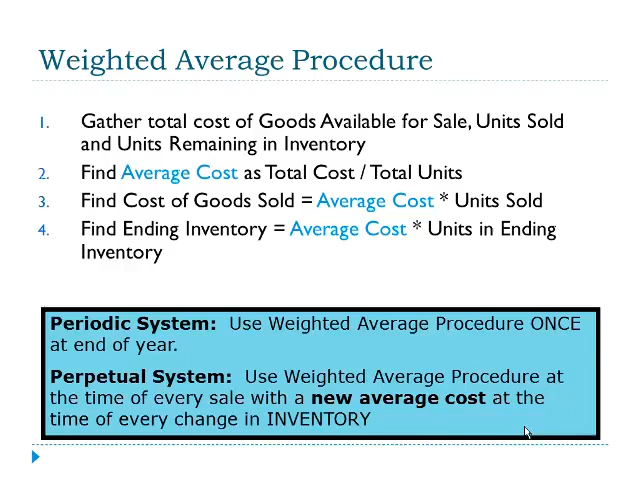 Weighted Average Procedure
1. Gather total cost of Goods Available for Sale, Units Sold
and Units Remaining in Inventory
2. Find Average Cost as Total Cost / Total Units
3. Find Cost of Goods Sold = Average Cost * Units Sold
4. Find Ending Inventory = Average Cost * Units in Ending
Inventory
Periodic System: Use Weighted Average Procedure ONCE
at end of year.
Perpetual System: Use Weighted Average Procedure at
the time of every sale with a new average cost at the
time of every change in INVENTORY